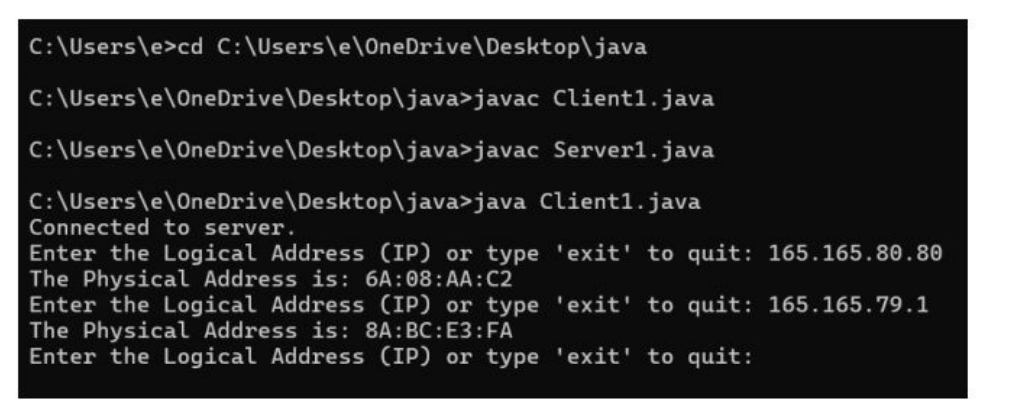 C:\Users\e>cd C:\Users\e\OneDrive\Desktop\java
C:\Users\e\OneDrive\Desktop\java>javac Client1.java
C:\Users\e\OneDrive\Desktop\java>javac Server1.java
C:\Users\e\OneDrive\Desktop\java>java Client1.java
Connected to server.
Enter the Logical Address (IP) or type 'exit' to quit: 165.165.80.80
The Physical Address is: 6A:08:AA:C2
Enter the Logical Address (IP) or type 'exit' to quit: 165.165.79.1
The Physical Address is: 8A:BC:E3:FA
Enter the Logical Address (IP) or type 'exit' to quit: